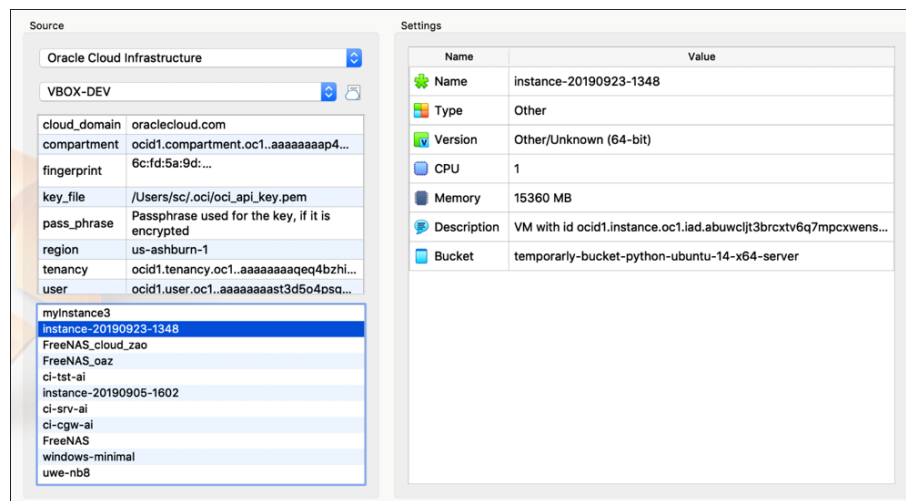 Source
Oracle Cloud Infrastructure
VBOX-DEV
cloud_domain oraclecloud.com
compartment ocid1.compartment.oc1..aaaaaaaap4...
fingerprint 6c:fd:5a:9d:...
key_file /Users/sc/.oci/oci_api_key.pem
pass_phrase Passphrase used for the key, if it is
encrypted
region us-ashburn-1
tenancy ocid1.tenancy.oc1..aaaaaaaaqeq4bzhi...
user ocid1.user.oc1..aaaaaaaast3d5o4psq...
myInstance3
instance-20190923-1348
FreeNAS_cloud_zao
FreeNAS_oaz
ci-tst-ai
instance-20190905-1602
ci-srv-ai
ci-cgw-ai
FreeNAS
windows-minimal
uwe-nb8
Settings
Name Value
Name instance-20190923-1348
Type Other
Version Other/Unknown (64-bit)
CPU 1
Memory 15360 MB
Description VM with id ocid1.instance.oc1.iad.abuwcljt3brcxtv6q7mpcxwens...
Bucket temporarly-bucket-python-ubuntu-14-x64-server